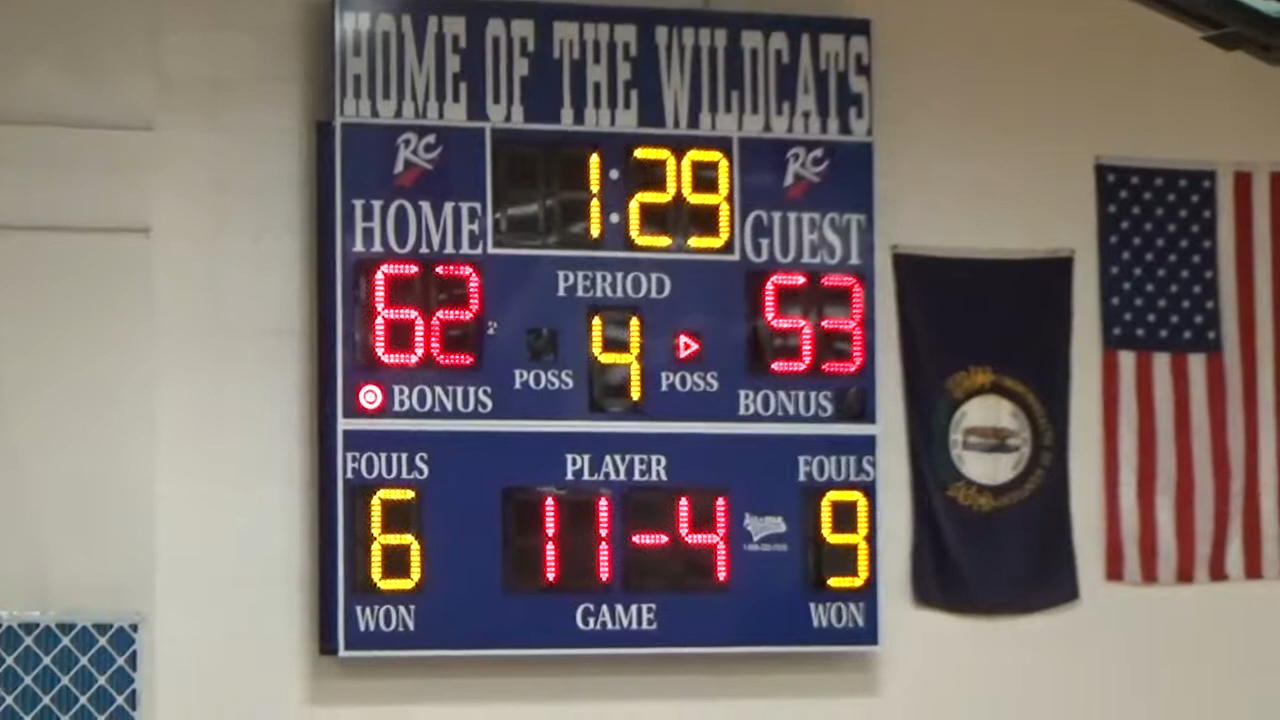 HOME OF THE WILDCATS
RC
RC
1:29
HOME
GUEST
PERIOD
62
4
53
POSS
POSS
BONUS
BONUS
FOULS
PLAYER
FOULS
6
11-4
9
WON
GAME
WON